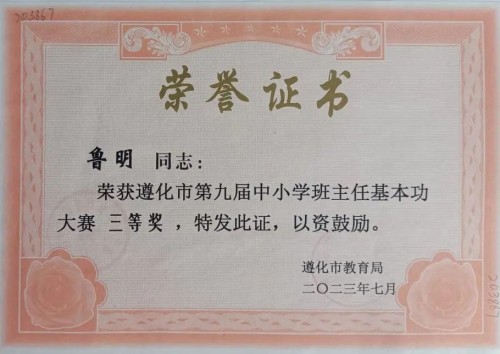 203867
荣誉证书
鲁明 同志：
荣获遵化市第九届中小学班主任基本功
大赛 三等奖 ，特发此证，以资鼓励。
遵化市教育局
二〇二三年七月
203867